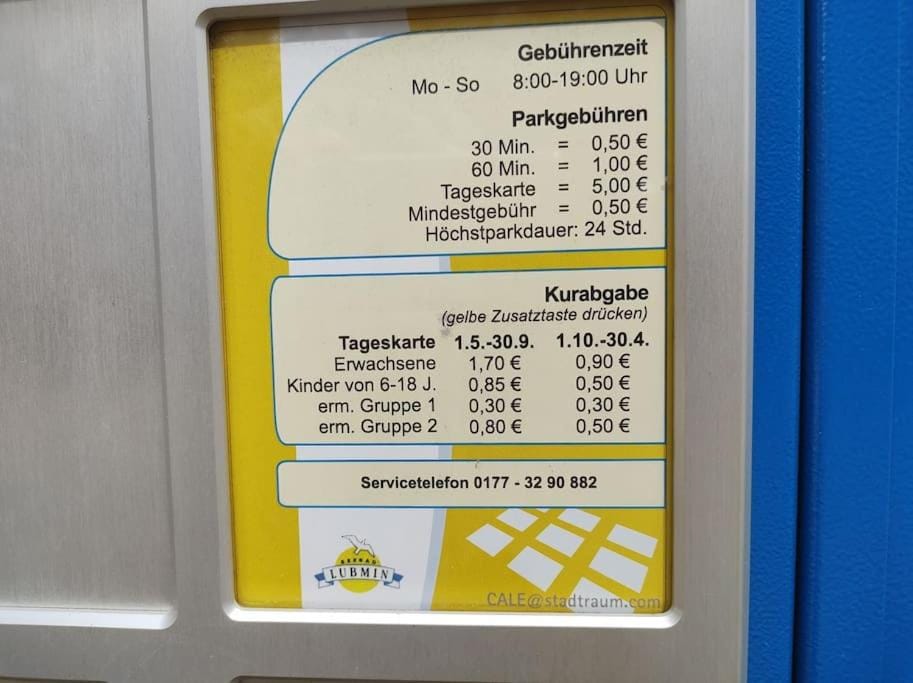 Gebührenzeit
Mo - So 8:00-19:00 Uhr
Parkgebühren
30 Min. = 0,50 €
60 Min. = 1,00 €
Tageskarte = 5,00 €
Mindestgebühr = 0,50 €
Höchstparkdauer: 24 Std.
Kurabgabe
(gelbe Zusatztaste drücken)
Tageskarte 1.5.-30.9. 1.10.-30.4.
Erwachsene 1,70 € 0,90 €
Kinder von 6-18 J. 0,85 € 0,50 €
erm. Gruppe 1 0,30 € 0,30 €
erm. Gruppe 2 0,80 € 0,50 €
Servicetelefon 0177 - 32 90 882
SEEBAD
LUBMIN
CALE@stadtraum.com